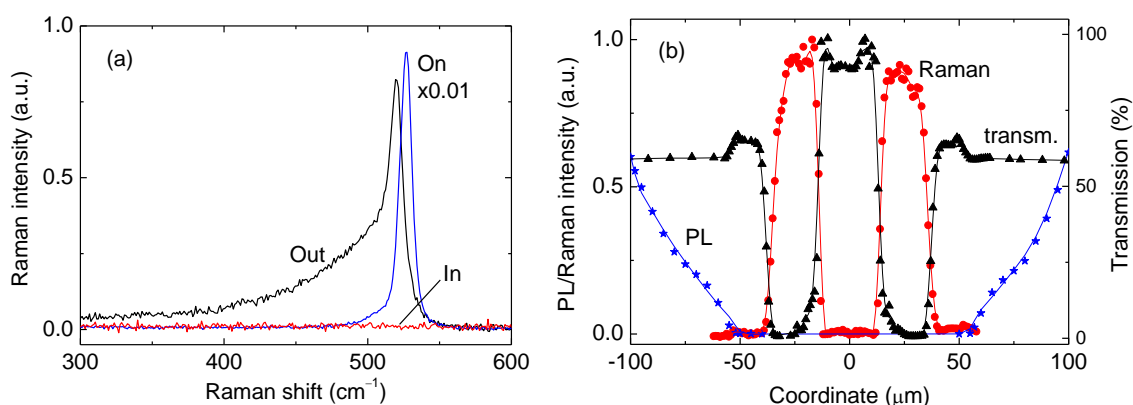 (a)
On
x0.01
Out
In
Raman intensity (a.u.)
1.0
0.5
0.0
300
400
500
600
Raman shift (cm⁻¹)
(b)
Raman
transm.
PL
PL/Raman intensity (a.u.)
1.0
0.5
0.0
-100
-50
0
50
100
Coordinate (μm)
100
50
0
Transmission (%)